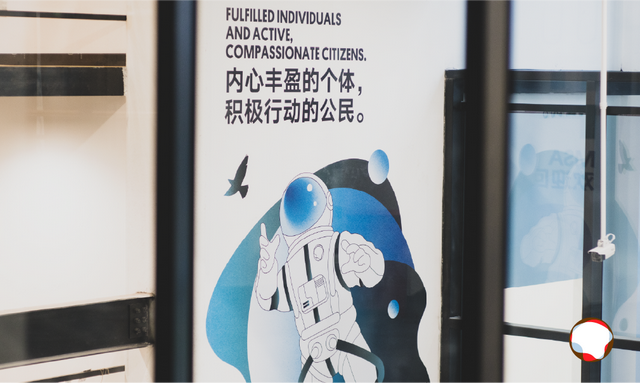 FULFILLED INDIVIDUALS
AND ACTIVE,
COMPASSIONATE CITIZENS.
内心丰盈的个体，
积极行动的公民。